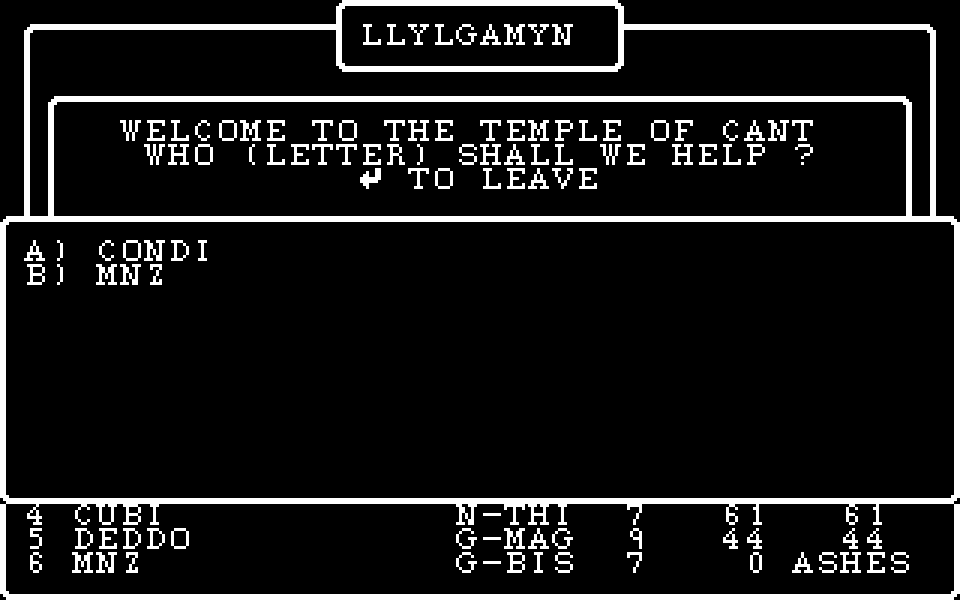 LLYLGAMYN
WELCOME TO THE TEMPLE OF CANT
WHO (LETTER) SHALL WE HELP ?
↵ TO LEAVE
A) CONDI
B) MNZ
4 CUBI N-THI 7 61 61
5 DEDDO G-MAG 9 44 44
6 MNZ G-BIS 7 0 ASHES